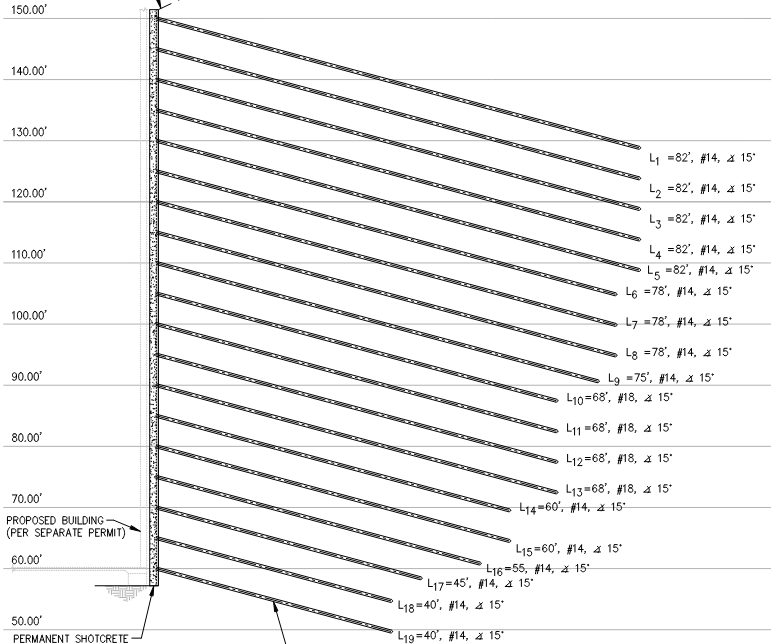 150.00'
140.00'
130.00'
L1 =82', #14, ∡ 15°
L2 =82', #14, ∡ 15°
120.00'
L3 =82', #14, ∡ 15°
L4 =82', #14, ∡ 15°
110.00'
L5 =82', #14, ∡ 15°
L6 =78', #14, ∡ 15°
L7 =78', #14, ∡ 15°
100.00'
L8 =78', #14, ∡ 15°
L9 =75', #14, ∡ 15°
90.00'
L10=68', #18, ∡ 15°
L11=68', #18, ∡ 15°
80.00'
L12=68', #18, ∡ 15°
L13=68', #18, ∡ 15°
70.00'
L14=60', #14, ∡ 15°
PROPOSED BUILDING
(PER SEPARATE PERMIT)
L15=60', #14, ∡ 15°
60.00'
L16=55, #14, ∡ 15°
L17=45', #14, ∡ 15°
L18=40', #14, ∡ 15°
50.00'
L19=40', #14, ∡ 15°
PERMANENT SHOTCRETE